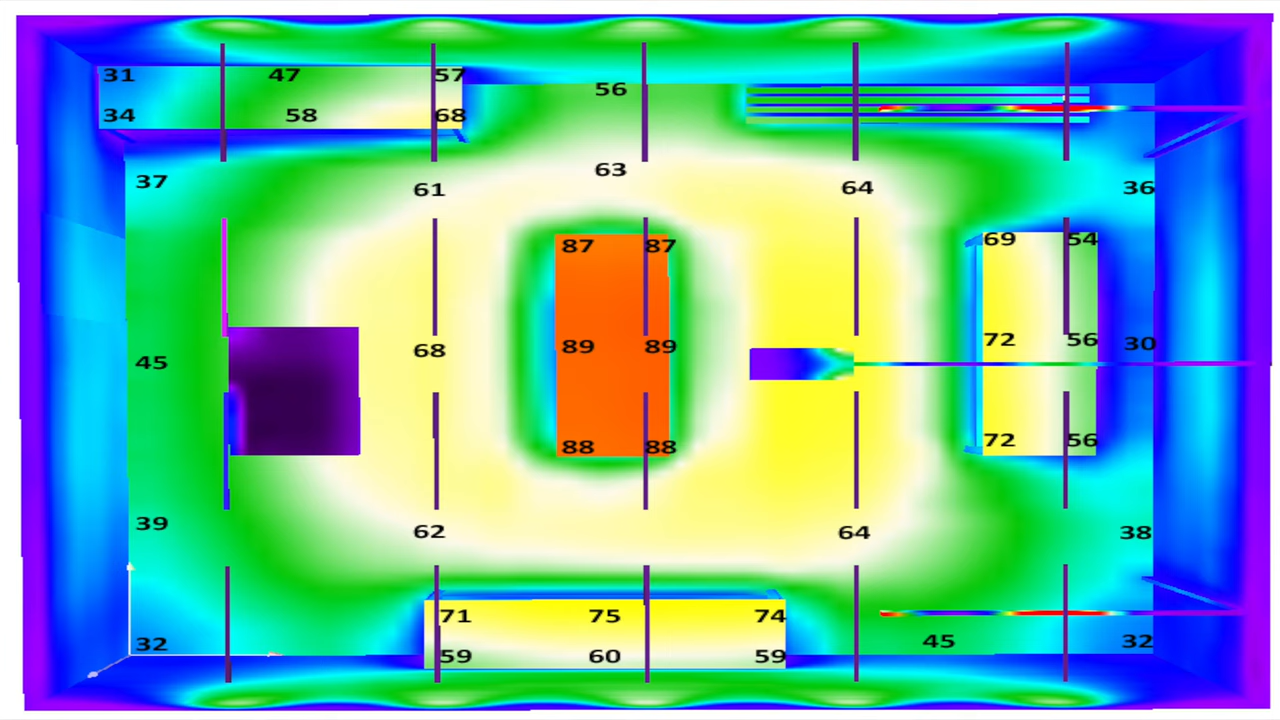 31 47 57
34 58 68
56
63
37 61 64 36
87 87 69 54
45 68 89 89 72 56 30
88 88 72 56
39 62 64 38
71 75 74
32 59 60 59 45 32